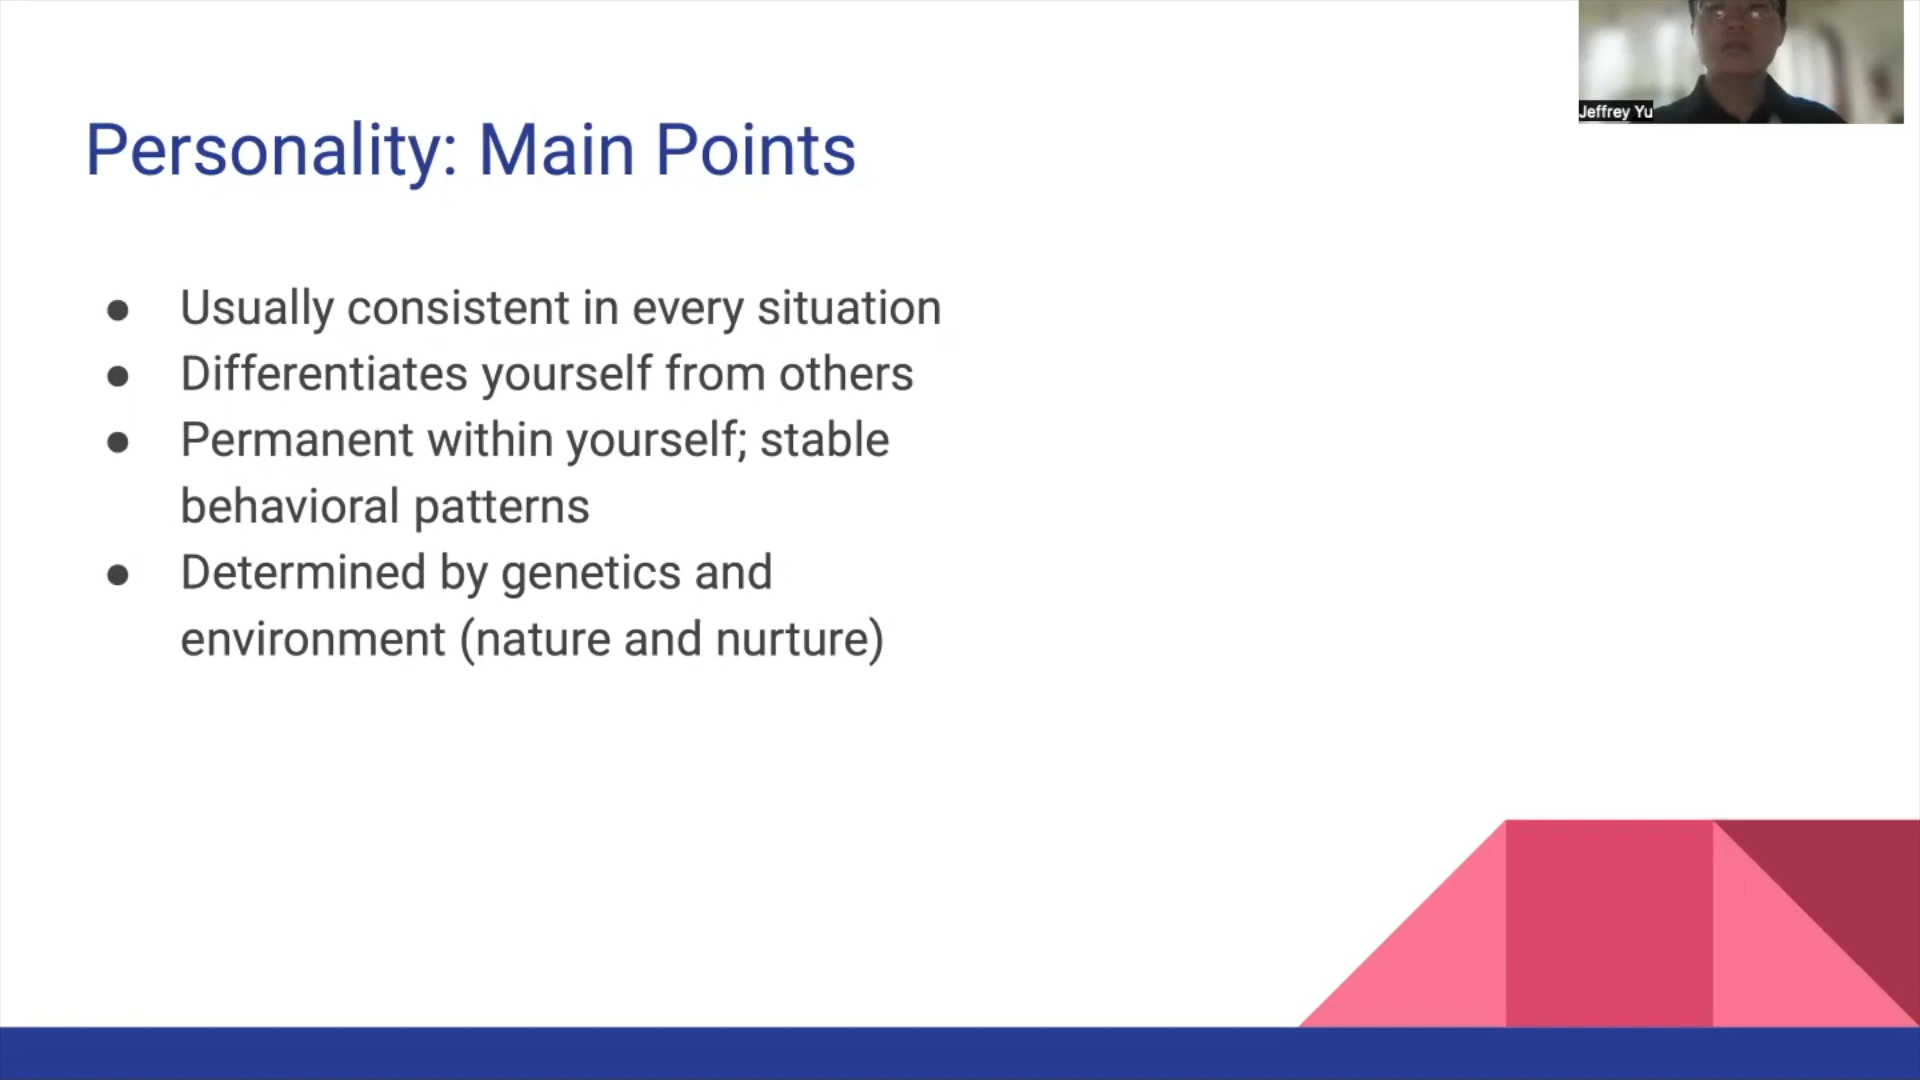 Jeffrey Yu
Personality: Main Points
● Usually consistent in every situation
● Differentiates yourself from others
● Permanent within yourself; stable
behavioral patterns
● Determined by genetics and
environment (nature and nurture)